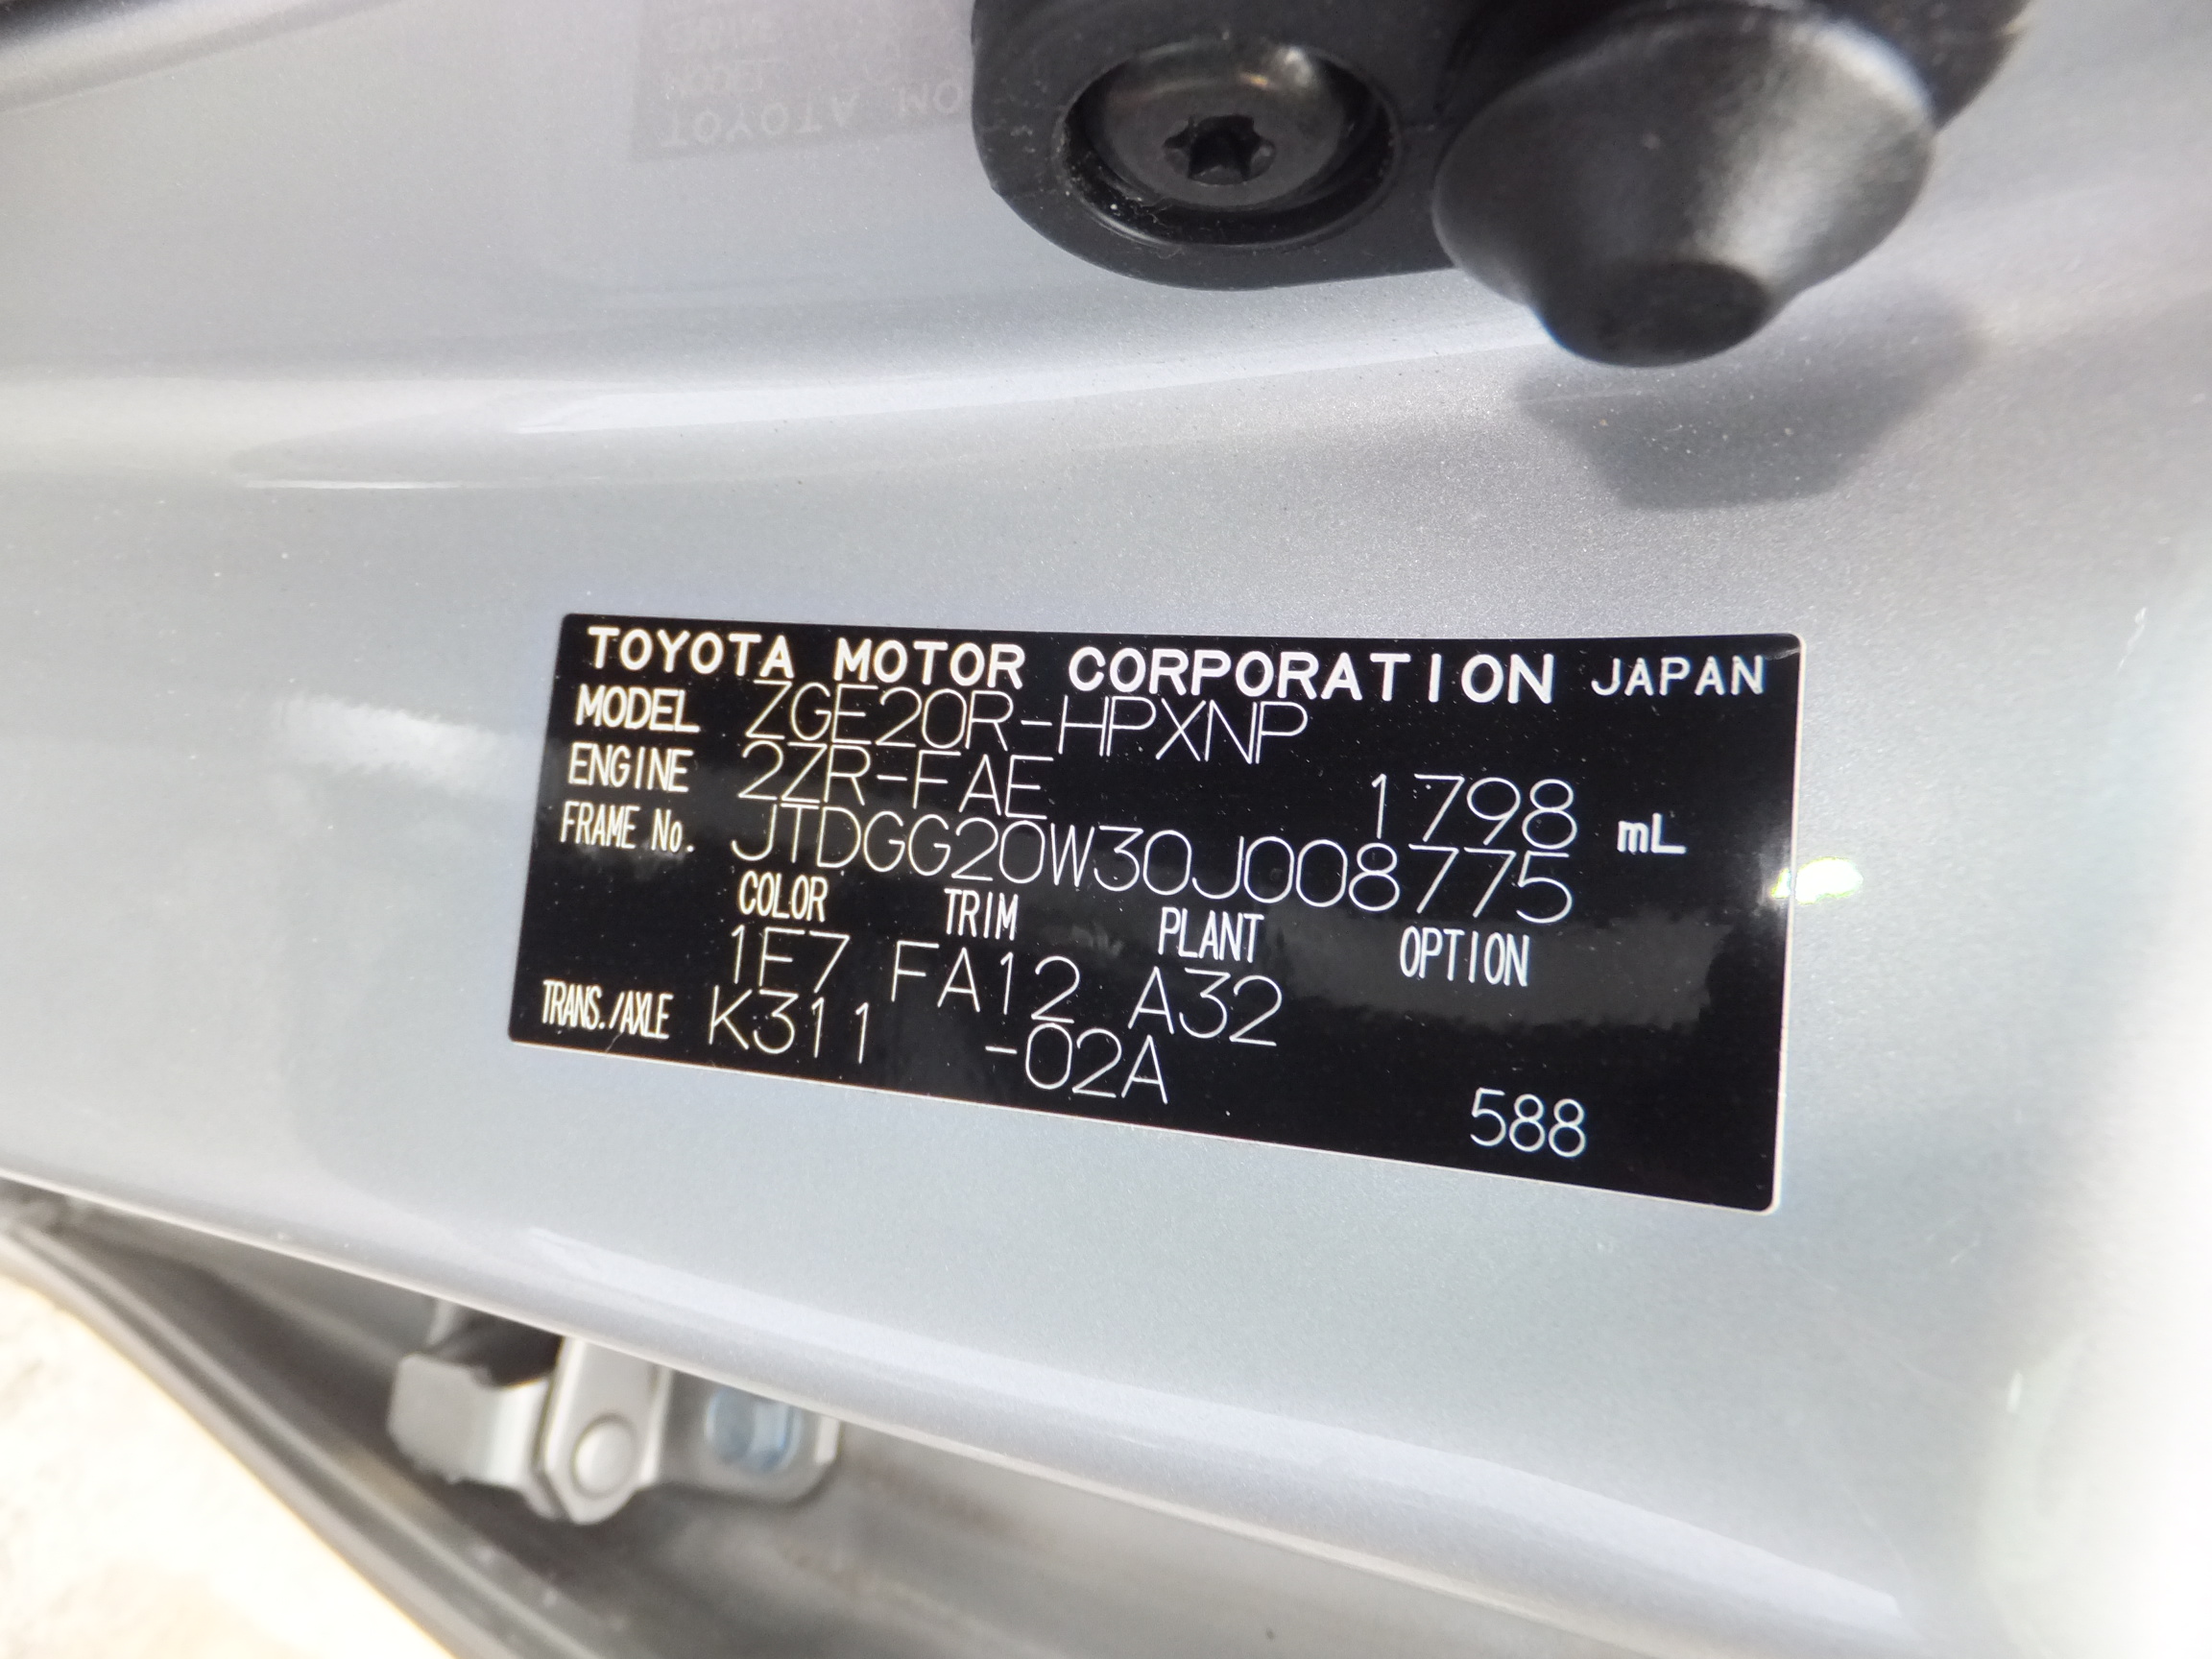 TOYOTA MOTOR CORPORATION JAPAN
MODEL ZGE20R-HPXNP
ENGINE 2ZR-FAE 1798 mL
FRAME No. JTDGG20W30J008775
COLOR TRIM PLANT OPTION
1F7 FA12 A32
TRANS./AXLE K311 -02A
588